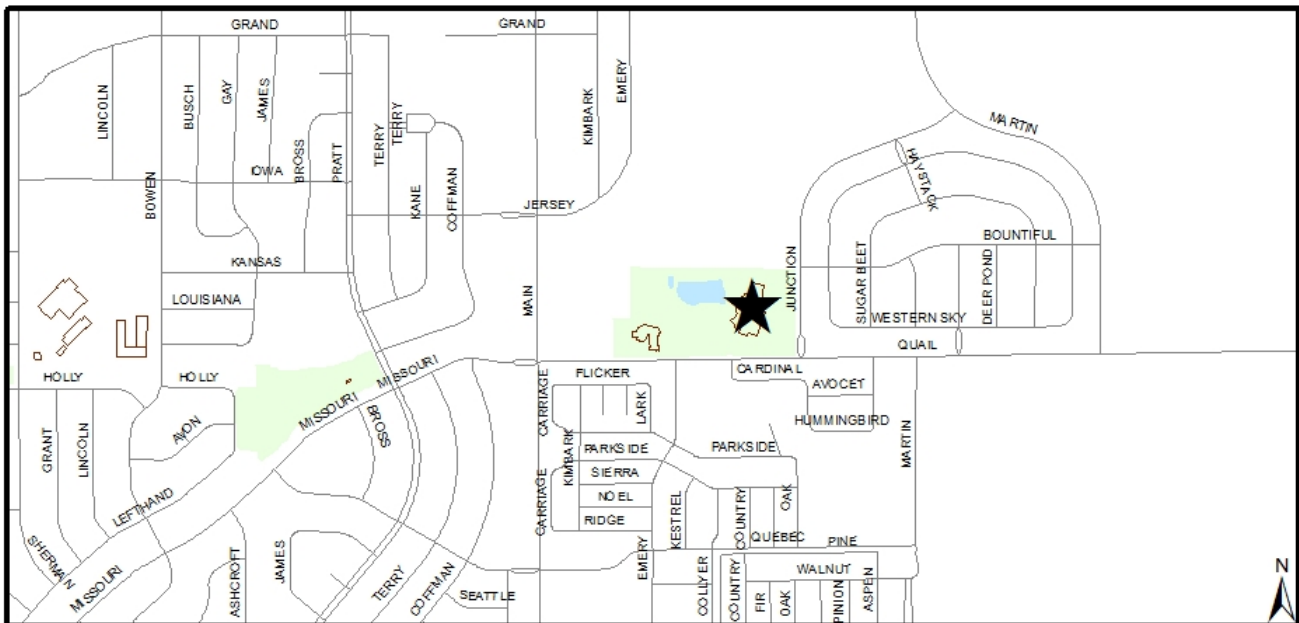 GRAND
GRAND
LINCOLN
BUSCH
GAY
JAMES
BROSS
PRATT
TERRY
TERRY
KIMBARK
EMERY
MARTIN
IOWA
BOWEN
KANE
COFFMAN
JERSEY
HAYSTACK
KANSAS
LOUISIANA
MAIN
JUNCTION
SUGAR BEET
BOUNTIFUL
DEER POND
WESTERN SKY
QUAIL
HOLLY
HOLLY
MISSOURI
MISSOURI
BROSS
FLICKER
CARDINAL
AVOCET
HUMMINGBIRD
CARRIAGE
LARK
AVON
GRANT
LINCOLN
KIMBARK
PARKSIDE
PARKSIDE
MARTIN
SIERRA
NOEL
RIDGE
CARRIAGE
LEFTHAND
KESTREL
COUNTRY
OAK
QUEBEC
PINE
SHERMAN
MISSOURI
ASHCROFT
JAMES
TERRY
COFFMAN
SEATTLE
EMERY
COLLYER
COUNTRY
WALNUT
FIR
OAK
PINION
ASPEN
N